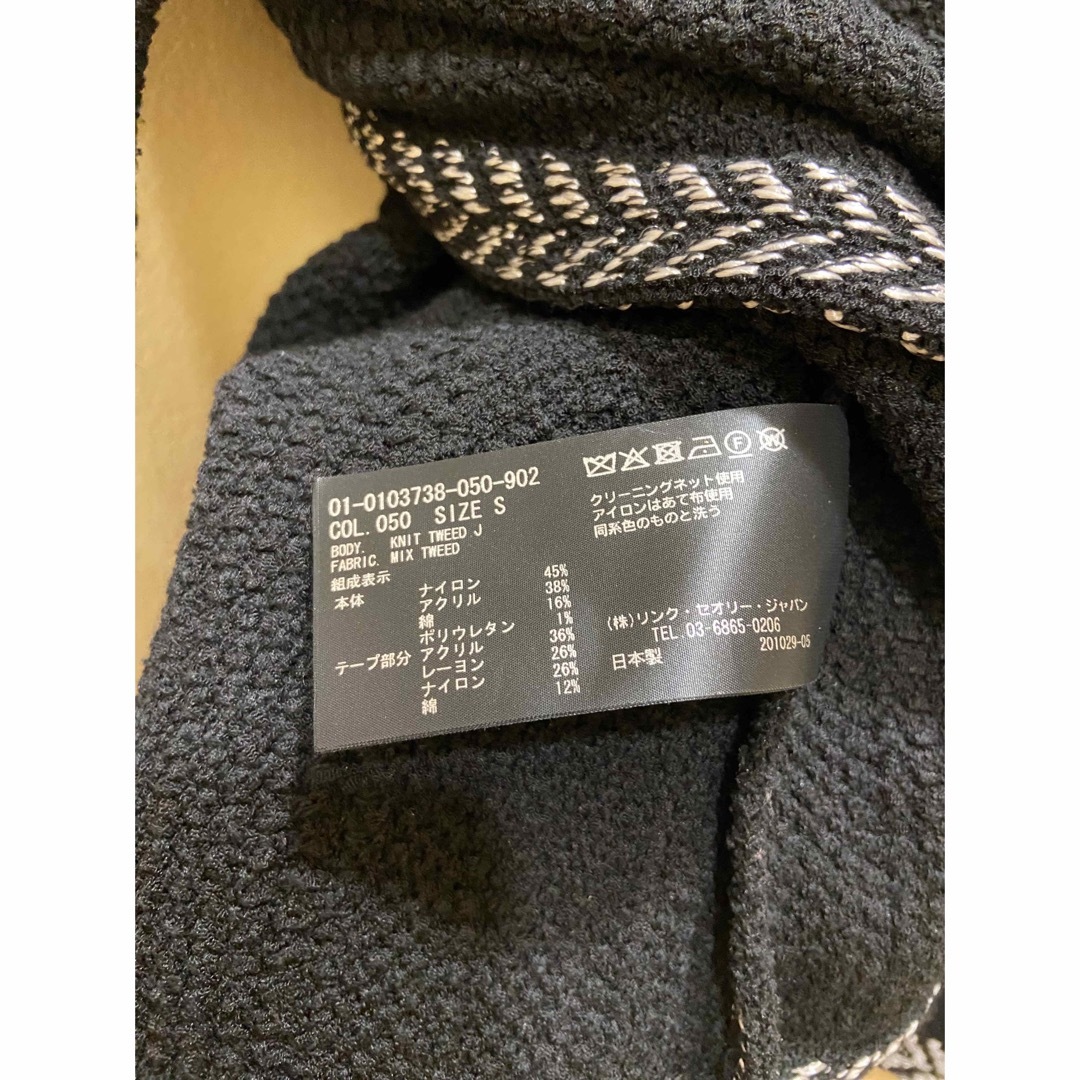 01-0103738-050-902
COL. 050 SIZE S
BODY. KNIT TWEED J
FABRIC. MIX TWEED
組成表示
本体 ナイロン 45%
アクリル 38%
綿 16%
ポリウレタン 1%
テープ部分 アクリル 36%
レーヨン 26%
ナイロン 26%
綿 12%
F
W
クリーニングネット使用
アイロンはあて布使用
同系色のものと洗う
(株)リンク・セオリー・ジャパン
TEL 03-6865-0206
201029-05
日本製